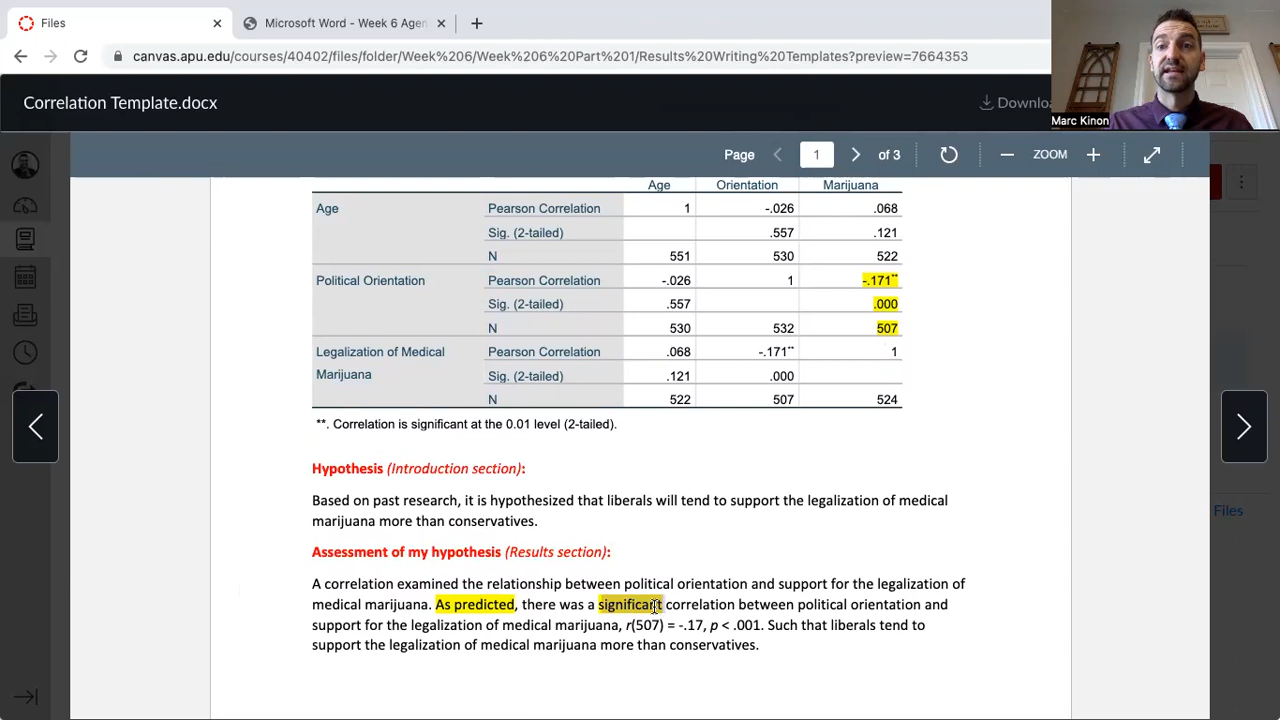 Files
Microsoft Word - Week 6 Agen
canvas.apu.edu/courses/40402/files/folder/Week%206/Week%206%20Part%201/Results%20Writing%20Templates?preview=7664353
Correlation Template.docx
Downlo
Marc Kinon
Page 1 of 3 ZOOM
Age Orientation Marijuana
Age Pearson Correlation 1 -.026 .068
Sig. (2-tailed) .557 .121
N 551 530 522
Political Orientation Pearson Correlation -.026 1 -.171**
Sig. (2-tailed) .557 .000
N 530 532 507
Legalization of Medical Pearson Correlation .068 -.171** 1
Marijuana Sig. (2-tailed) .121 .000
N 522 507 524
**. Correlation is significant at the 0.01 level (2-tailed).
Hypothesis (Introduction section):
Based on past research, it is hypothesized that liberals will tend to support the legalization of medical
marijuana more than conservatives.
Files
Assessment of my hypothesis (Results section):
A correlation examined the relationship between political orientation and support for the legalization of
medical marijuana. As predicted, there was a significant correlation between political orientation and
support for the legalization of medical marijuana, r(507) = -.17, p < .001. Such that liberals tend to
support the legalization of medical marijuana more than conservatives.